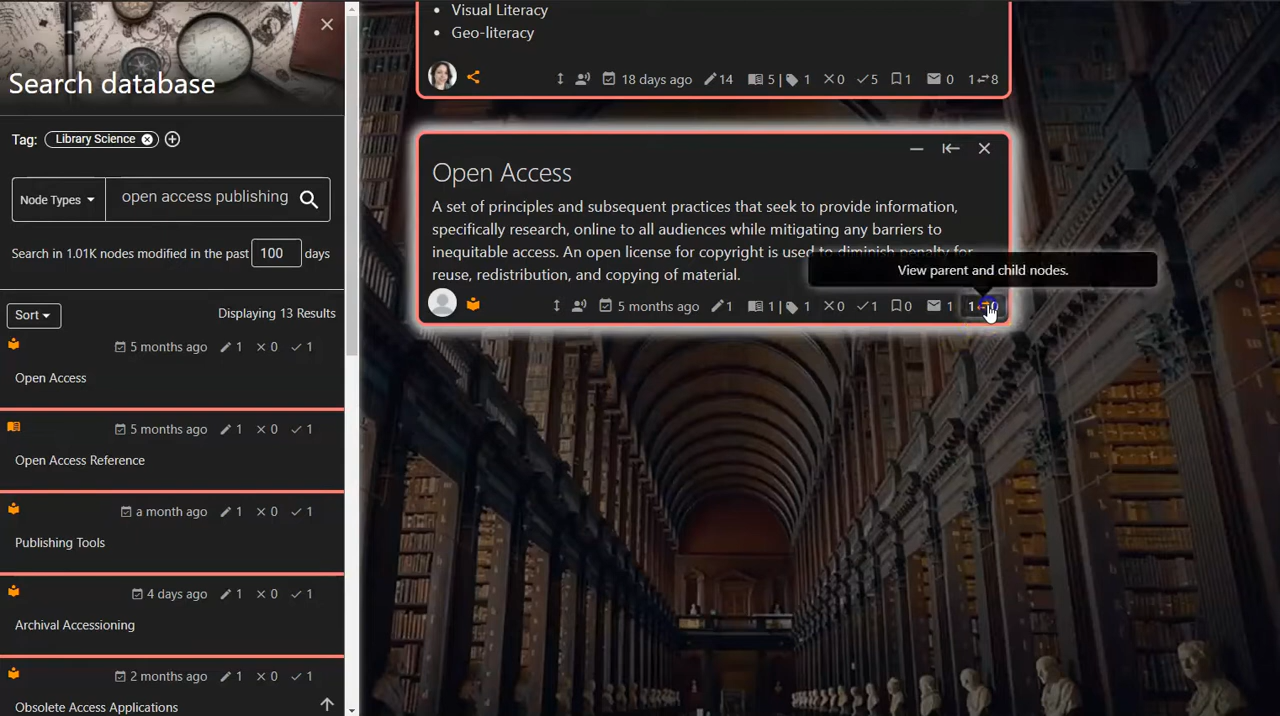 Search database
Tag: Library Science
Node Types
open access publishing
Search in 1.01K nodes modified in the past 100 days
Sort
Displaying 13 Results
5 months ago 1 0 1
Open Access
5 months ago 1 0 1
Open Access Reference
a month ago 1 0 1
Publishing Tools
4 days ago 1 0 1
Archival Accessioning
2 months ago 1 0 1
Obsolete Access Applications
• Visual Literacy
• Geo-literacy
18 days ago 14 5 | 1 0 5 1 0 1 8
Open Access
A set of principles and subsequent practices that seek to provide information,
specifically research, online to all audiences while mitigating any barriers to
inequitable access. An open license for copyright is used to diminish penalty for
reuse, redistribution, and copying of material.
View parent and child nodes.
5 months ago 1 1 | 1 0 1 0 1 1